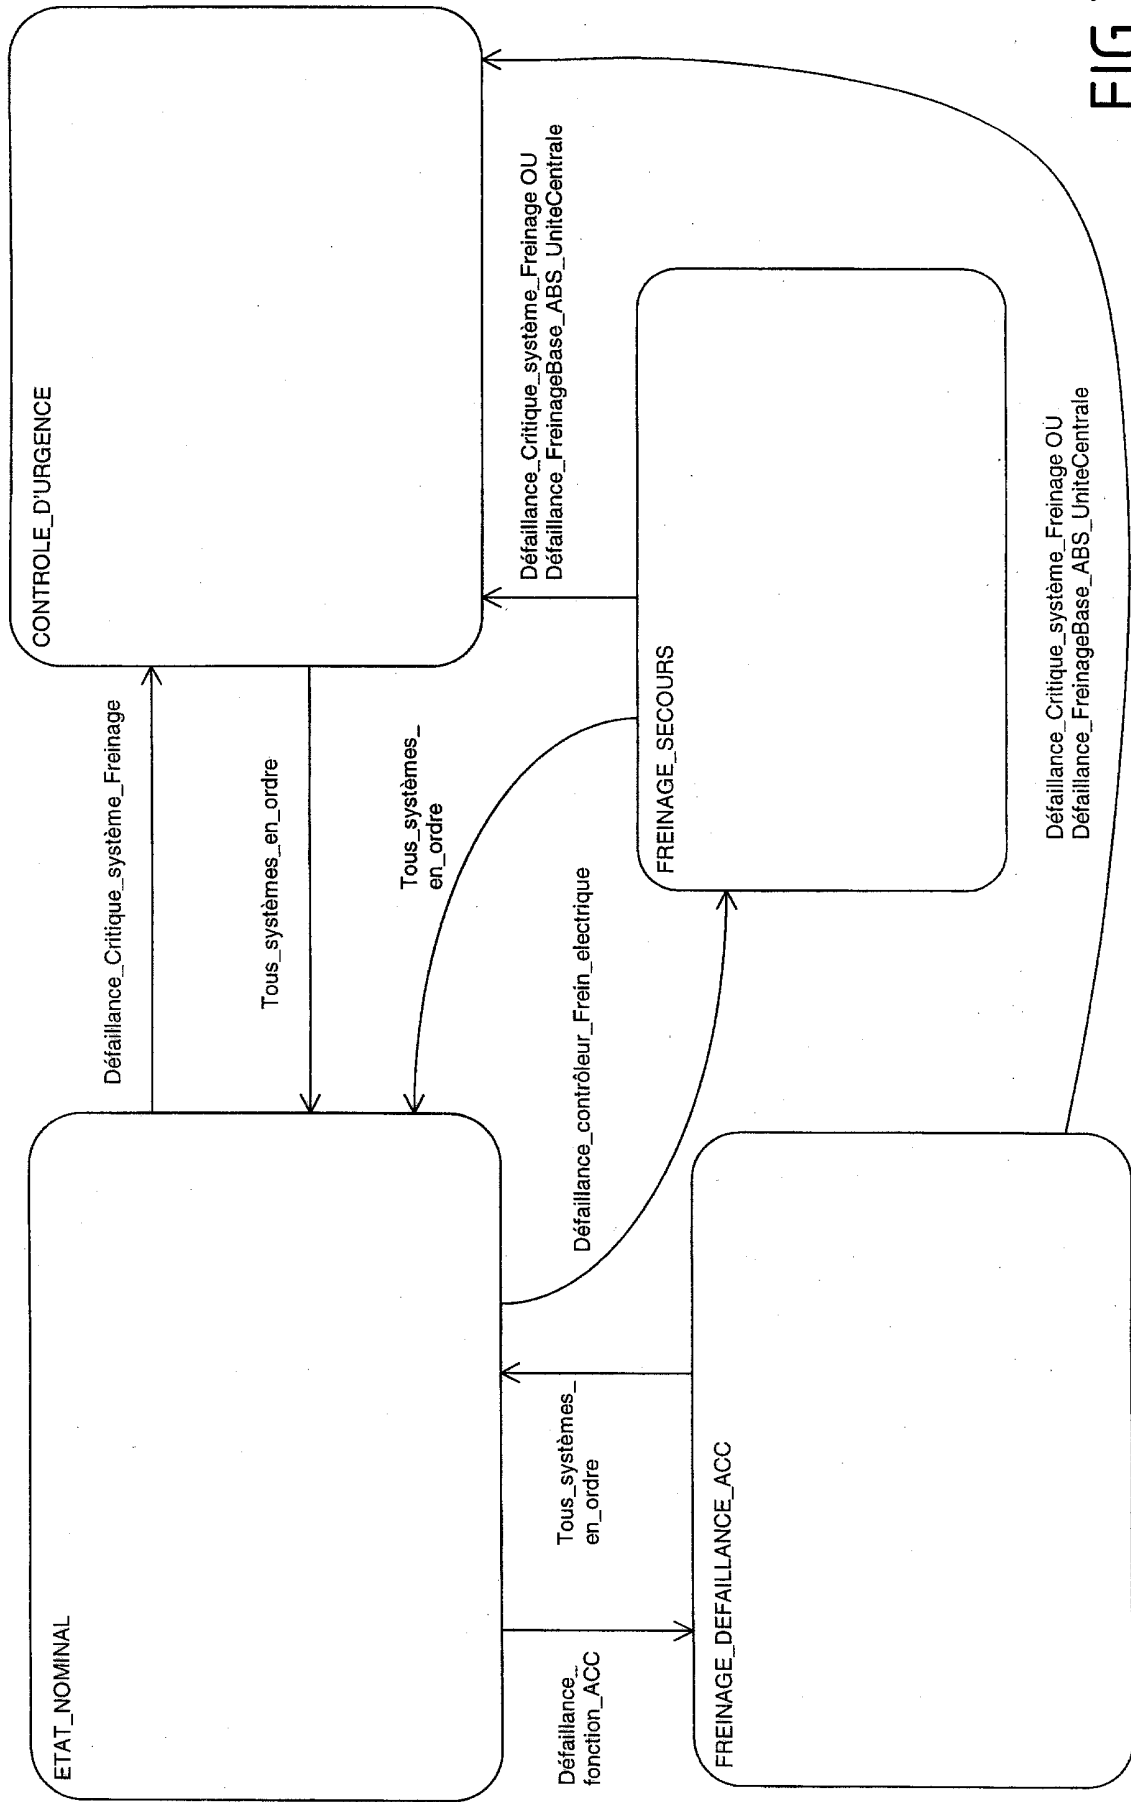 ETAT_NOMINAL
Défaillance_Critique_système_Freinage
CONTROLE_D'URGENCE
Tous_systèmes_en_ordre
Tous_systèmes_
en_ordre
Défaillance_Critique_système_Freinage OU
Défaillance_FreinageBase_ABS_UniteCentrale
Défaillance_
fonction_ACC
Tous_systèmes_
en_ordre
Défaillance_contrôleur_Frein_electrique
FREINAGE_SECOURS
FREINAGE_DEFAILLANCE_ACC
Défaillance_Critique_système_Freinage OU
Défaillance_FreinageBase_ABS_UniteCentrale
FIG